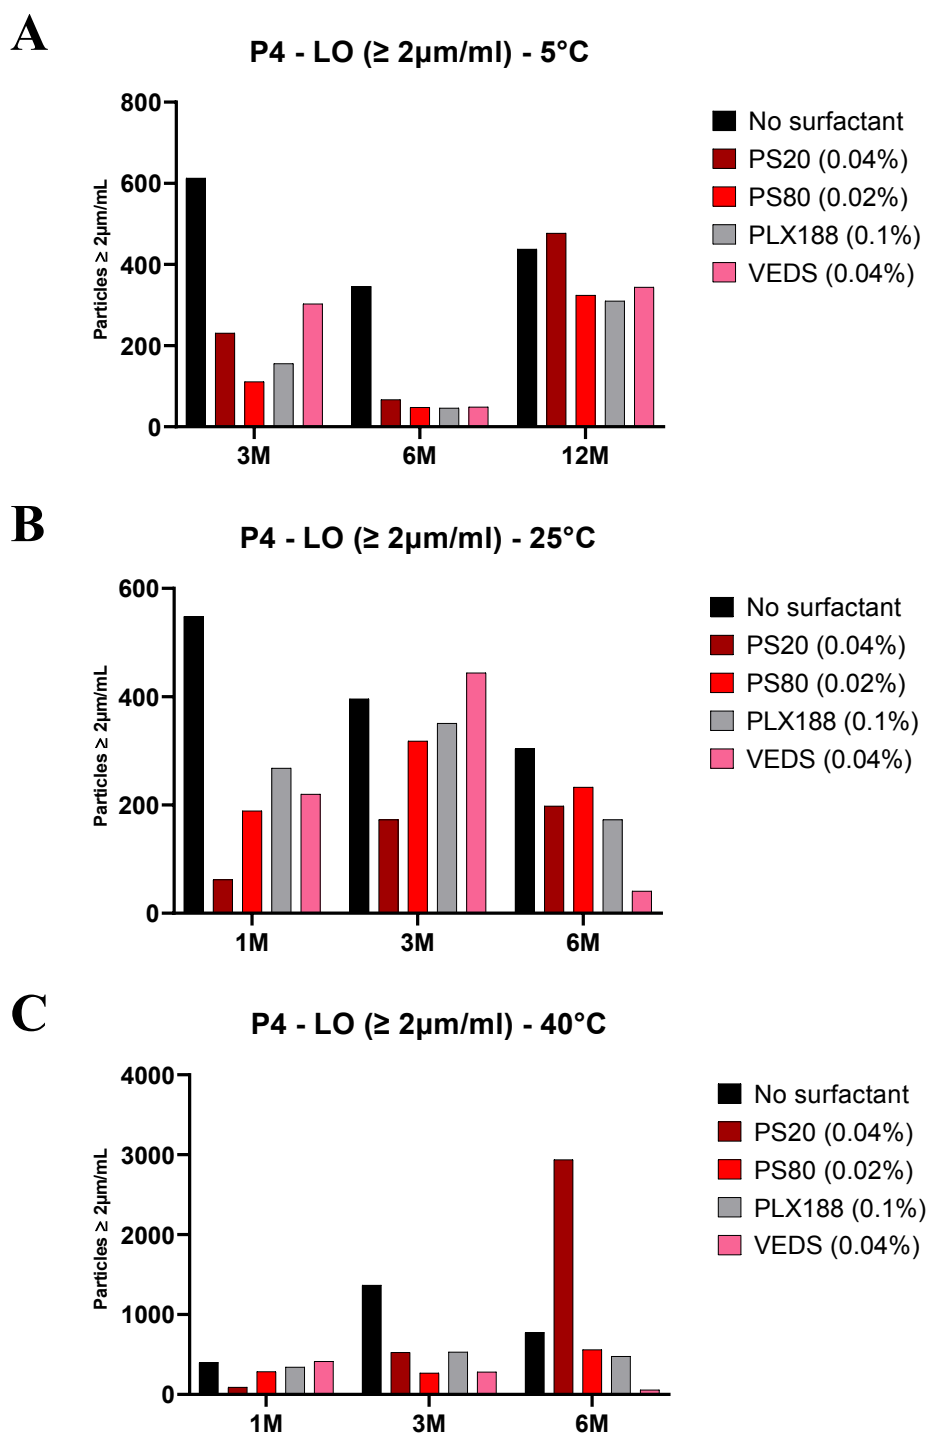 A
P4 - LO (≥ 2µm/ml) - 5°C
Particles ≥ 2µm/mL
800
600
400
200
0
3M
6M
12M
No surfactant
PS20 (0.04%)
PS80 (0.02%)
PLX188 (0.1%)
VEDS (0.04%)
B
P4 - LO (≥ 2µm/ml) - 25°C
Particles ≥ 2µm/mL
600
400
200
0
1M
3M
6M
No surfactant
PS20 (0.04%)
PS80 (0.02%)
PLX188 (0.1%)
VEDS (0.04%)
C
P4 - LO (≥ 2µm/ml) - 40°C
Particles ≥ 2µm/mL
4000
3000
2000
1000
0
1M
3M
6M
No surfactant
PS20 (0.04%)
PS80 (0.02%)
PLX188 (0.1%)
VEDS (0.04%)